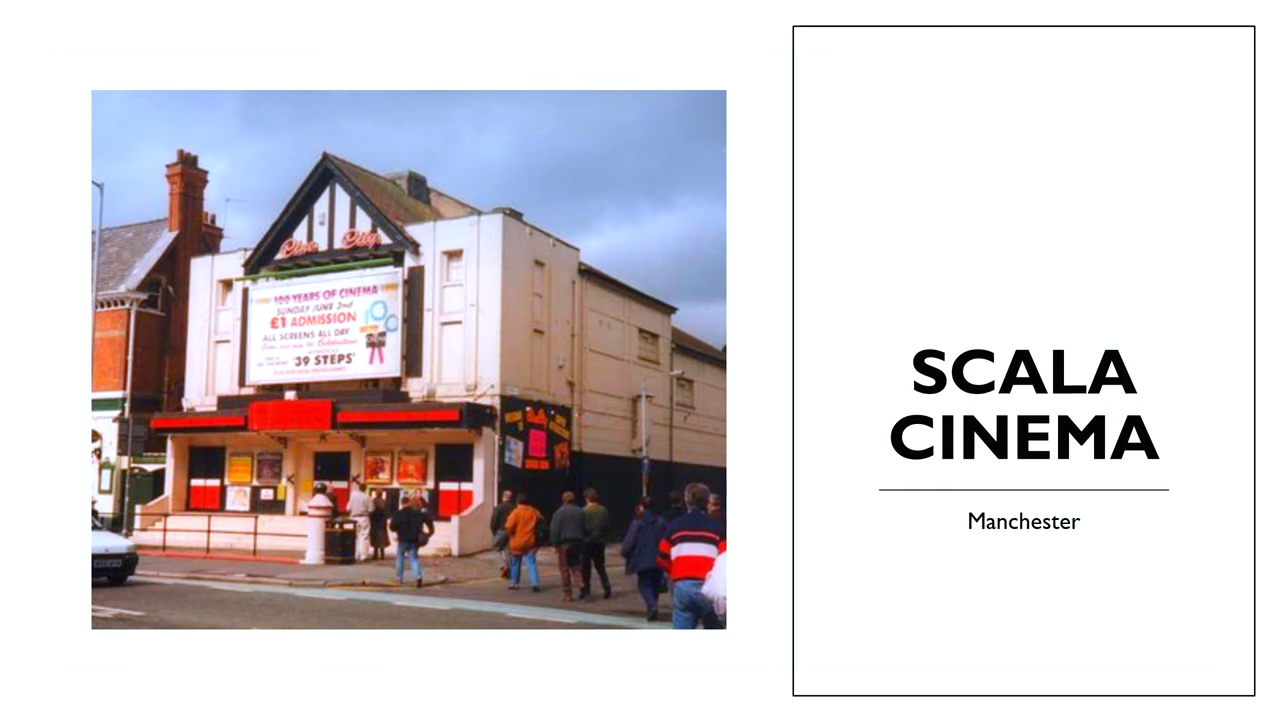 Cine City
100 YEARS OF CINEMA
SUNDAY JUNE 2nd
£1 ADMISSION
ALL SCREENS ALL DAY
'39 STEPS'
SCALA
CINEMA
Manchester